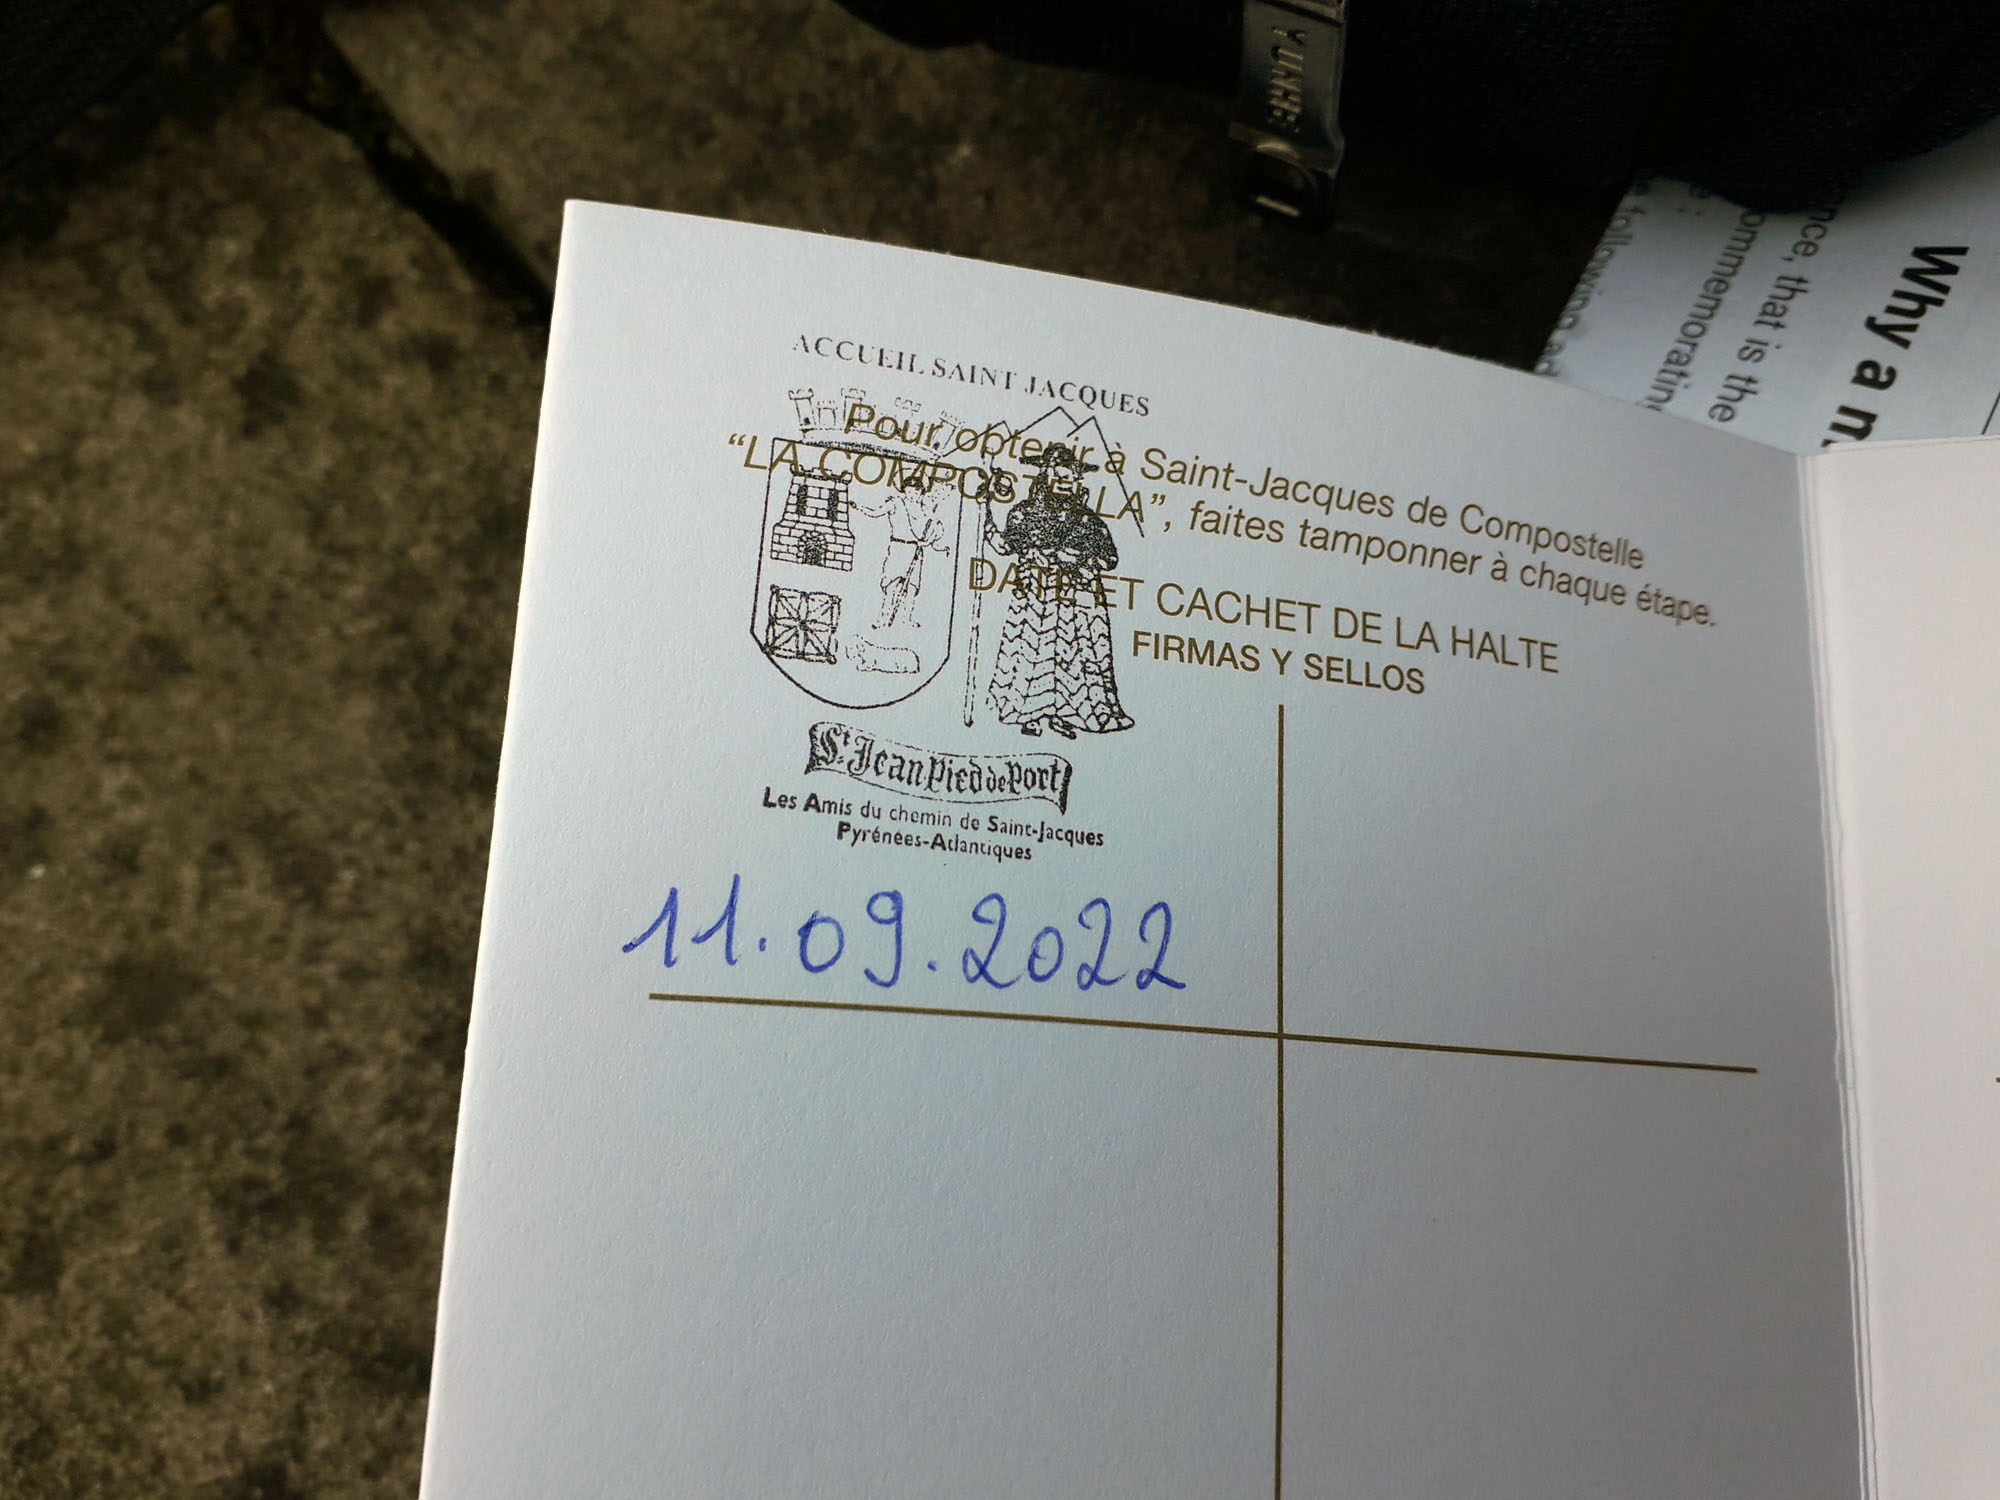 ACCUEIL SAINT JACQUES
Pour obtenir à Saint-Jacques de Compostelle
“LA COMPOSTELLA”, faites tamponner à chaque étape.
DATE ET CACHET DE LA HALTE
FIRMAS Y SELLOS
St Jean Pied de Port
Les Amis du chemin de Saint-Jacques
Pyrénées-Atlantiques
11.09.2022
Why a
that is the